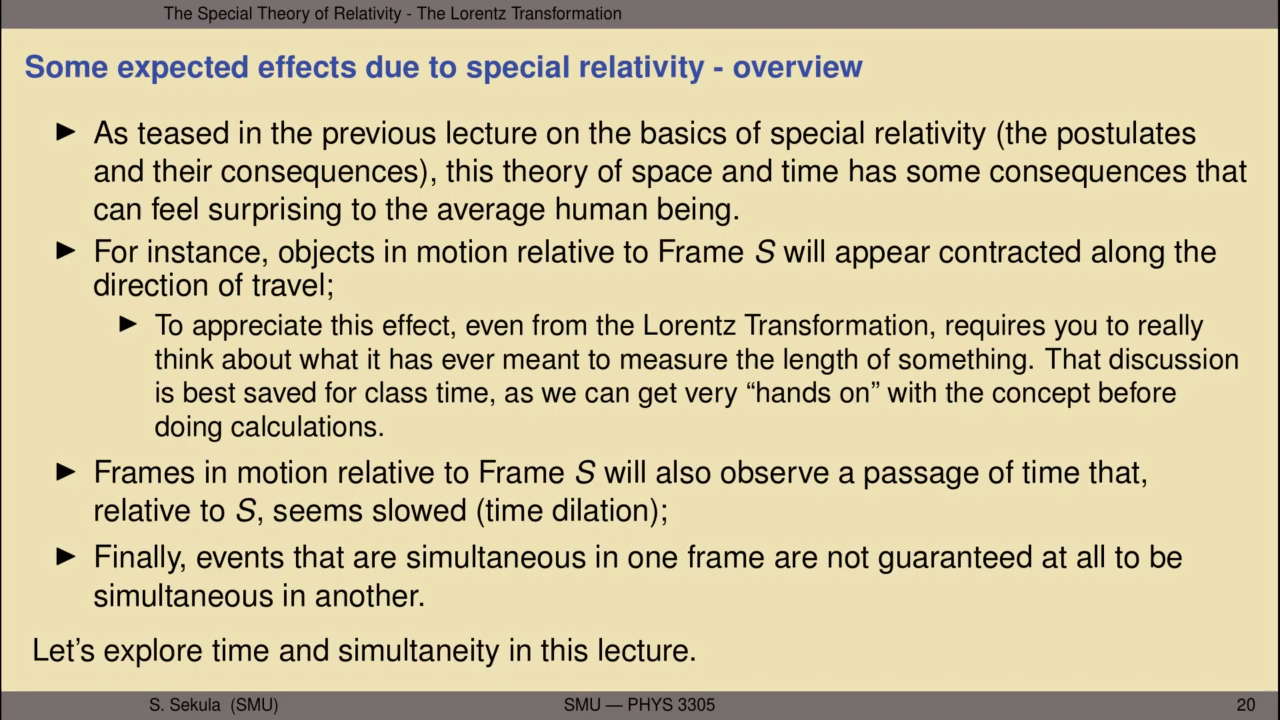 The Special Theory of Relativity - The Lorentz Transformation
Some expected effects due to special relativity - overview
▶ As teased in the previous lecture on the basics of special relativity (the postulates
and their consequences), this theory of space and time has some consequences that
can feel surprising to the average human being.
▶ For instance, objects in motion relative to Frame S will appear contracted along the
direction of travel;
▶ To appreciate this effect, even from the Lorentz Transformation, requires you to really
think about what it has ever meant to measure the length of something. That discussion
is best saved for class time, as we can get very “hands on” with the concept before
doing calculations.
▶ Frames in motion relative to Frame S will also observe a passage of time that,
relative to S, seems slowed (time dilation);
▶ Finally, events that are simultaneous in one frame are not guaranteed at all to be
simultaneous in another.
Let’s explore time and simultaneity in this lecture.
S. Sekula (SMU) SMU — PHYS 3305 20